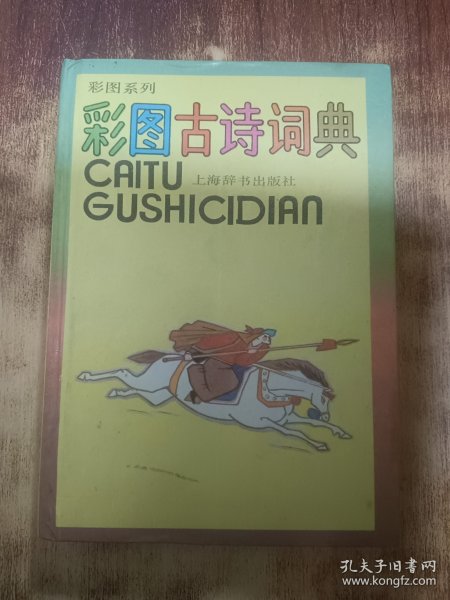 彩图系列
彩图古诗词典
CAITU
上海辞书出版社
GUSHICIDIAN
孔夫子旧书网
www.kongfz.com